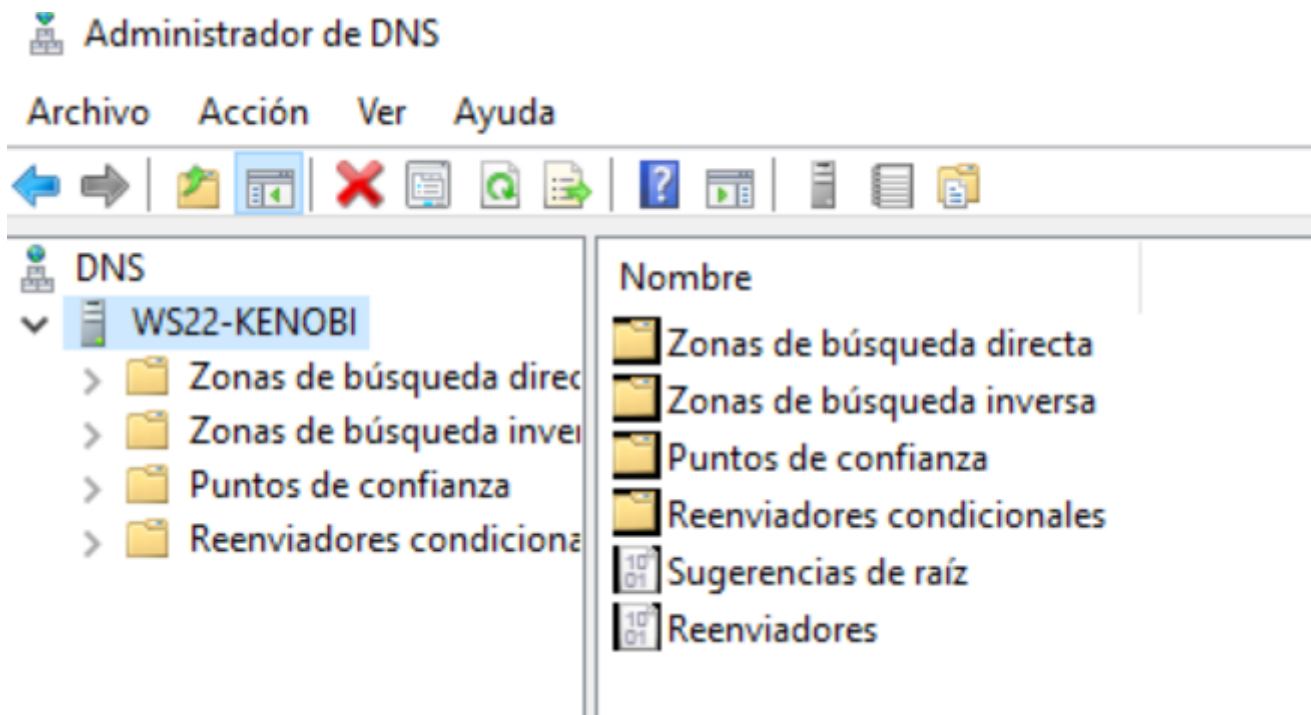 Administrador de DNS
Archivo Acción Ver Ayuda
DNS
WS22-KENOBI
Zonas de búsqueda direc
Zonas de búsqueda inver
Puntos de confianza
Reenviadores condiciona
Nombre
Zonas de búsqueda directa
Zonas de búsqueda inversa
Puntos de confianza
Reenviadores condicionales
Sugerencias de raíz
Reenviadores